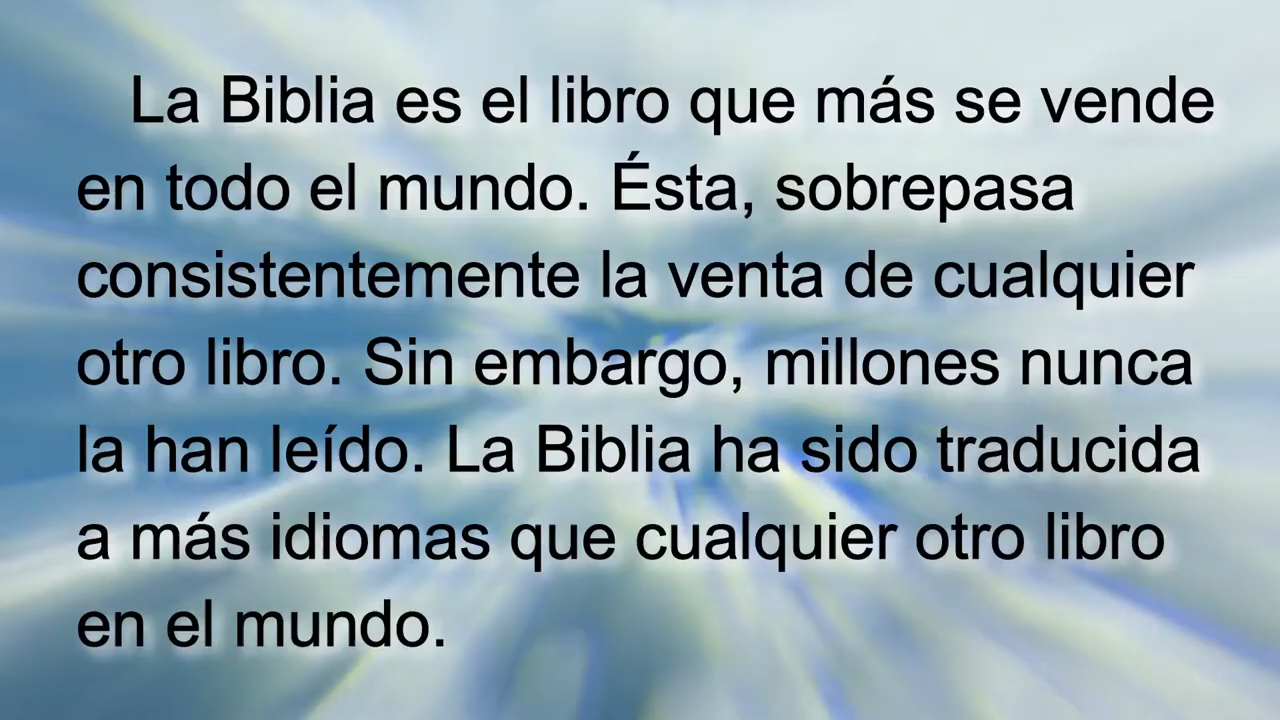 La Biblia es el libro que más se vende
en todo el mundo. Ésta, sobrepasa
consistentemente la venta de cualquier
otro libro. Sin embargo, millones nunca
la han leído. La Biblia ha sido traducida
a más idiomas que cualquier otro libro
en el mundo.